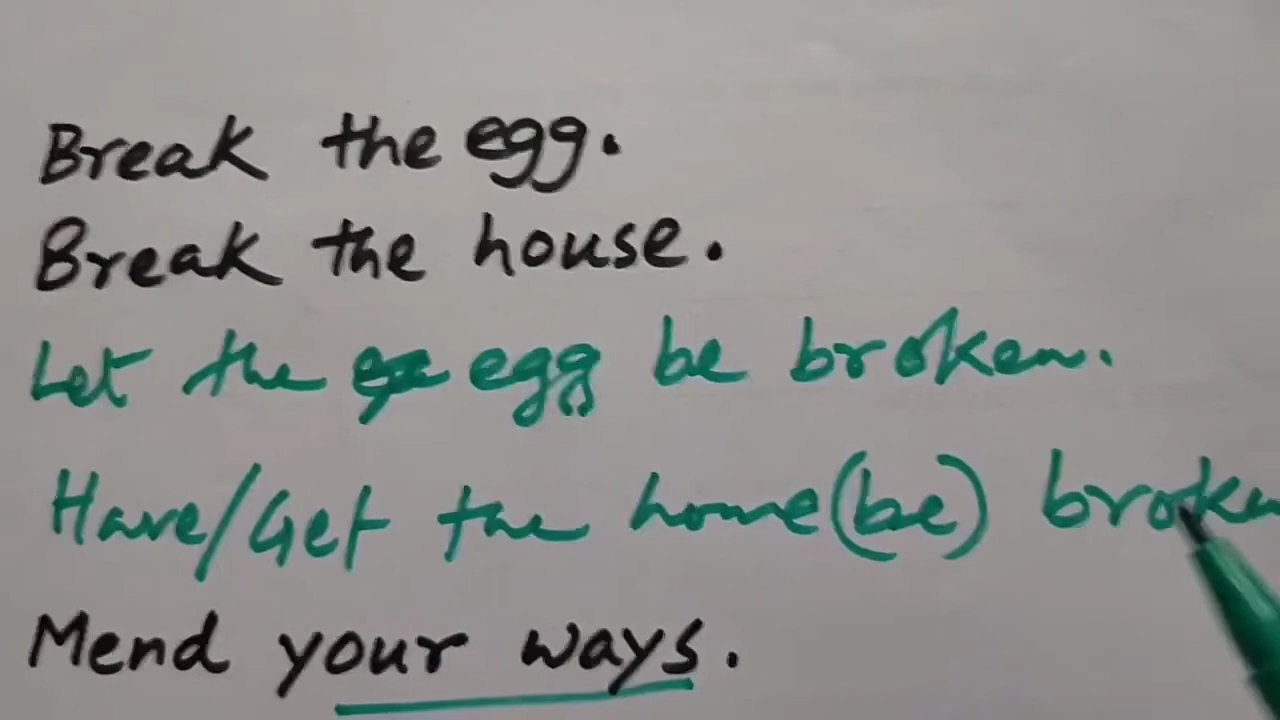 Break the egg.
Break the house.
Let the egg be broken.
Have/Get the home(be) broken
Mend your ways.